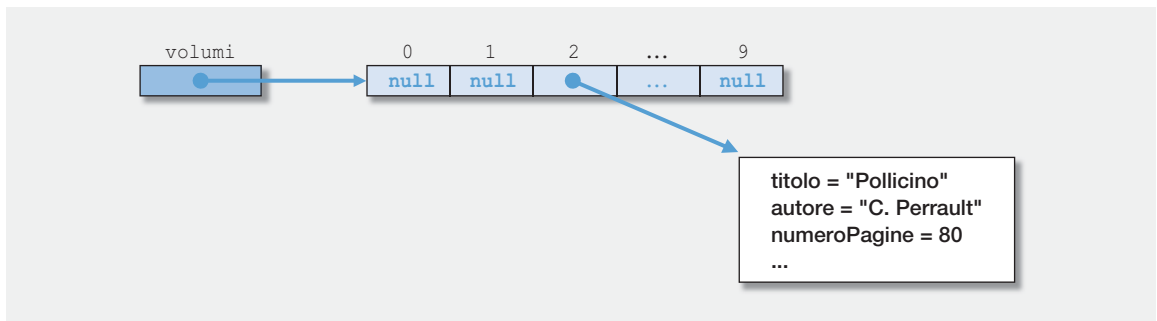 volumi
0 1 2 ... 9
null null ... null
titolo = "Pollicino"
autore = "C. Perrault"
numeroPagine = 80
...